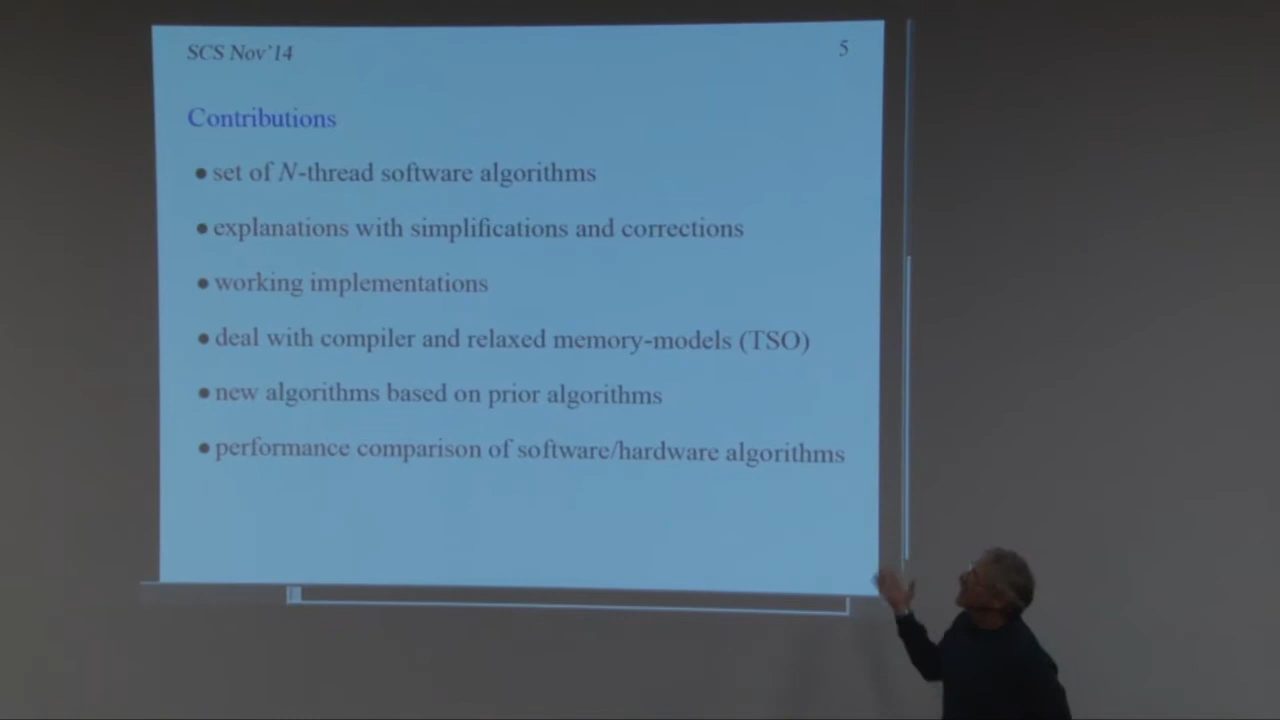 SCS Nov'14
5
Contributions
• set of N-thread software algorithms
• explanations with simplifications and corrections
• working implementations
• deal with compiler and relaxed memory-models (TSO)
• new algorithms based on prior algorithms
• performance comparison of software/hardware algorithms